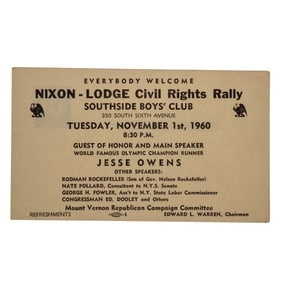 EVERYBODY WELCOME
NIXON - LODGE Civil Rights Rally
SOUTHSIDE BOYS' CLUB
350 SOUTH SIXTH AVENUE
TUESDAY, NOVEMBER 1st, 1960
8:30 P.M.
GUEST OF HONOR AND MAIN SPEAKER
WORLD FAMOUS OLYMPIC CHAMPION RUNNER
JESSE OWENS
OTHER SPEAKERS:
RODMAN ROCKEFELLER (Son of Gov. Nelson Rockefeller)
NATE POLLARD, Consultant to N.Y.S. Senate
GEORGE H. FOWLER, Ass't to N.Y. State Labor Commissioner
CONGRESSMAN ED. DOOLEY and Others
Mount Vernon Republican Campaign Committee
REFRESHMENTS EDWARD L. WARREN, Chairman